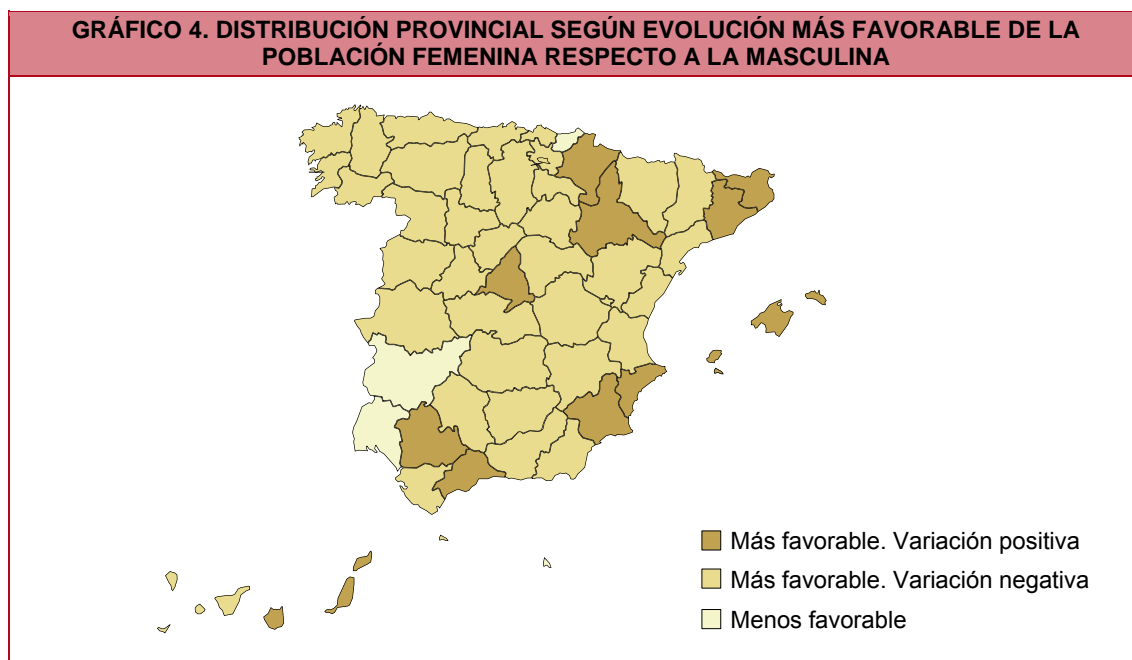 GRÁFICO 4. DISTRIBUCIÓN PROVINCIAL SEGÚN EVOLUCIÓN MÁS FAVORABLE DE LA
POBLACIÓN FEMENINA RESPECTO A LA MASCULINA
Más favorable. Variación positiva
Más favorable. Variación negativa
Menos favorable